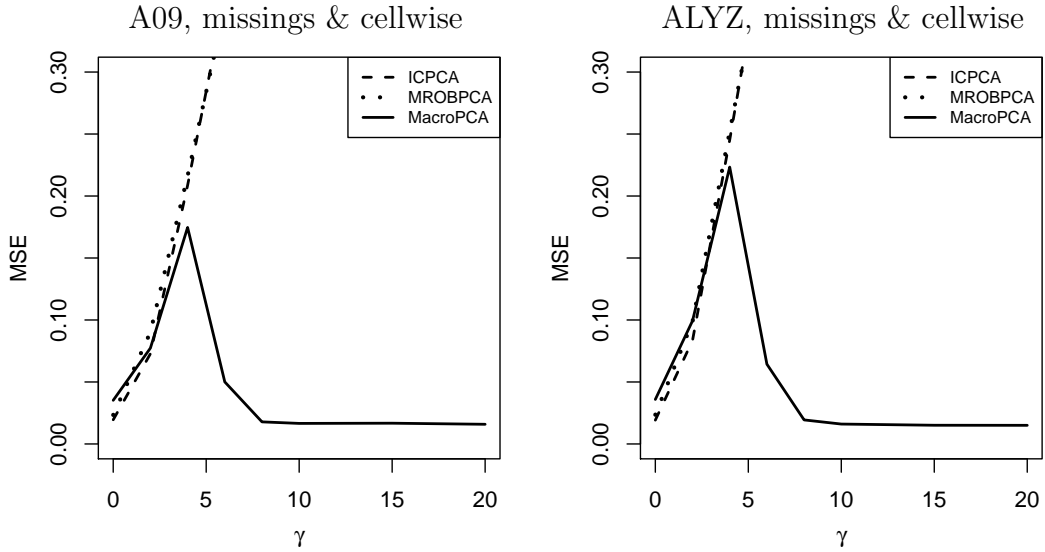 A09, missings & cellwise
ICPCA
MROBPCA
MacroPCA
MSE
0.30
0.20
0.10
0.00
0 5 10 15 20
γ
ALYZ, missings & cellwise
ICPCA
MROBPCA
MacroPCA
MSE
0.30
0.20
0.10
0.00
0 5 10 15 20
γ